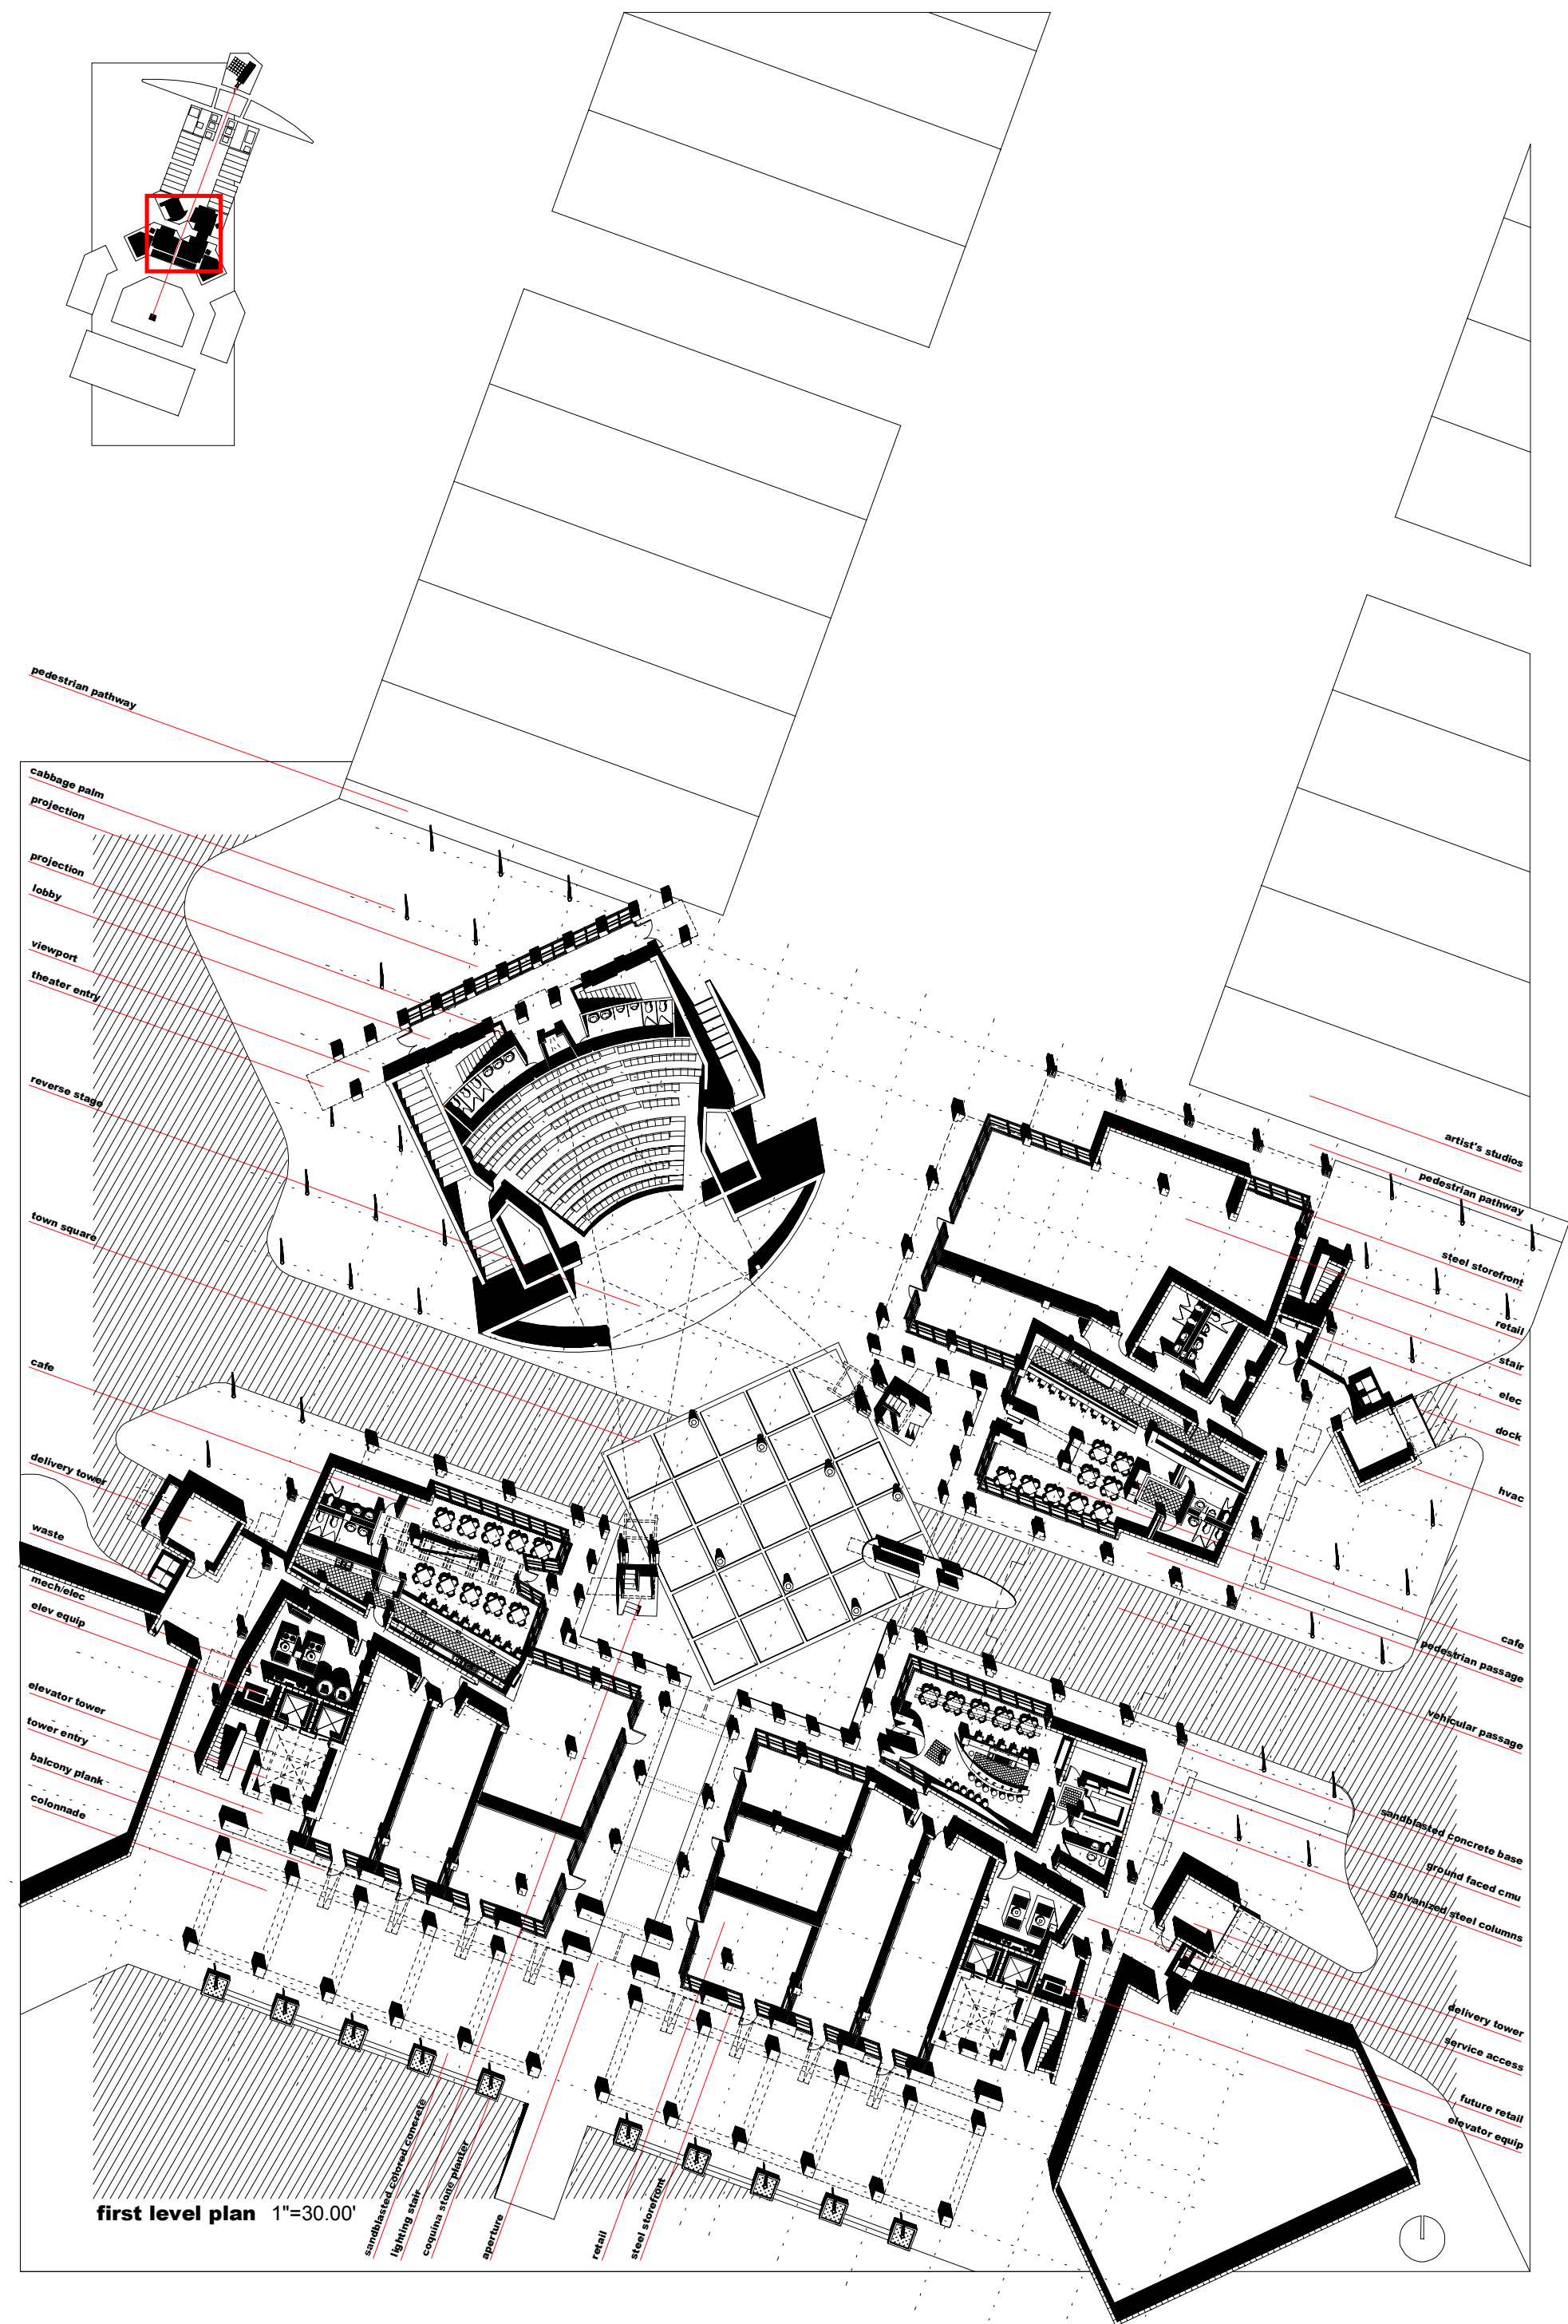 pedestrian pathway
cabbage palm
projection
projection
lobby
viewport
theater entry
reverse stage
town square
cafe
delivery tower
waste
mech/elec
elev equip
elevator tower
tower entry
balcony plank
colonnade
artist's studios
pedestrian pathway
steel storefront
retail
stair
elec
dock
hvac
cafe
pedestrian passage
vehicular passage
sandblasted concrete base
ground faced cmu
galvanized steel columns
delivery tower
service access
future retail
elevator equip
sandblasted colored concrete
lighting stair
coquina stone planter
aperture
retail
steel storefront
first level plan 1"=30.00'